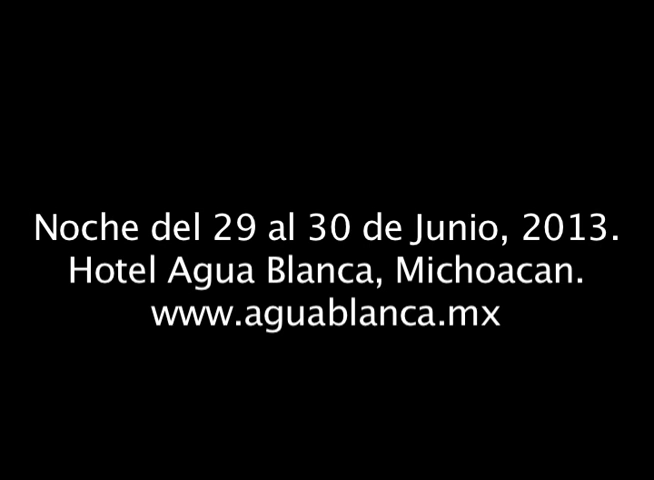 Noche del 29 al 30 de Junio, 2013.
Hotel Agua Blanca, Michoacan.
www.aguablanca.mx